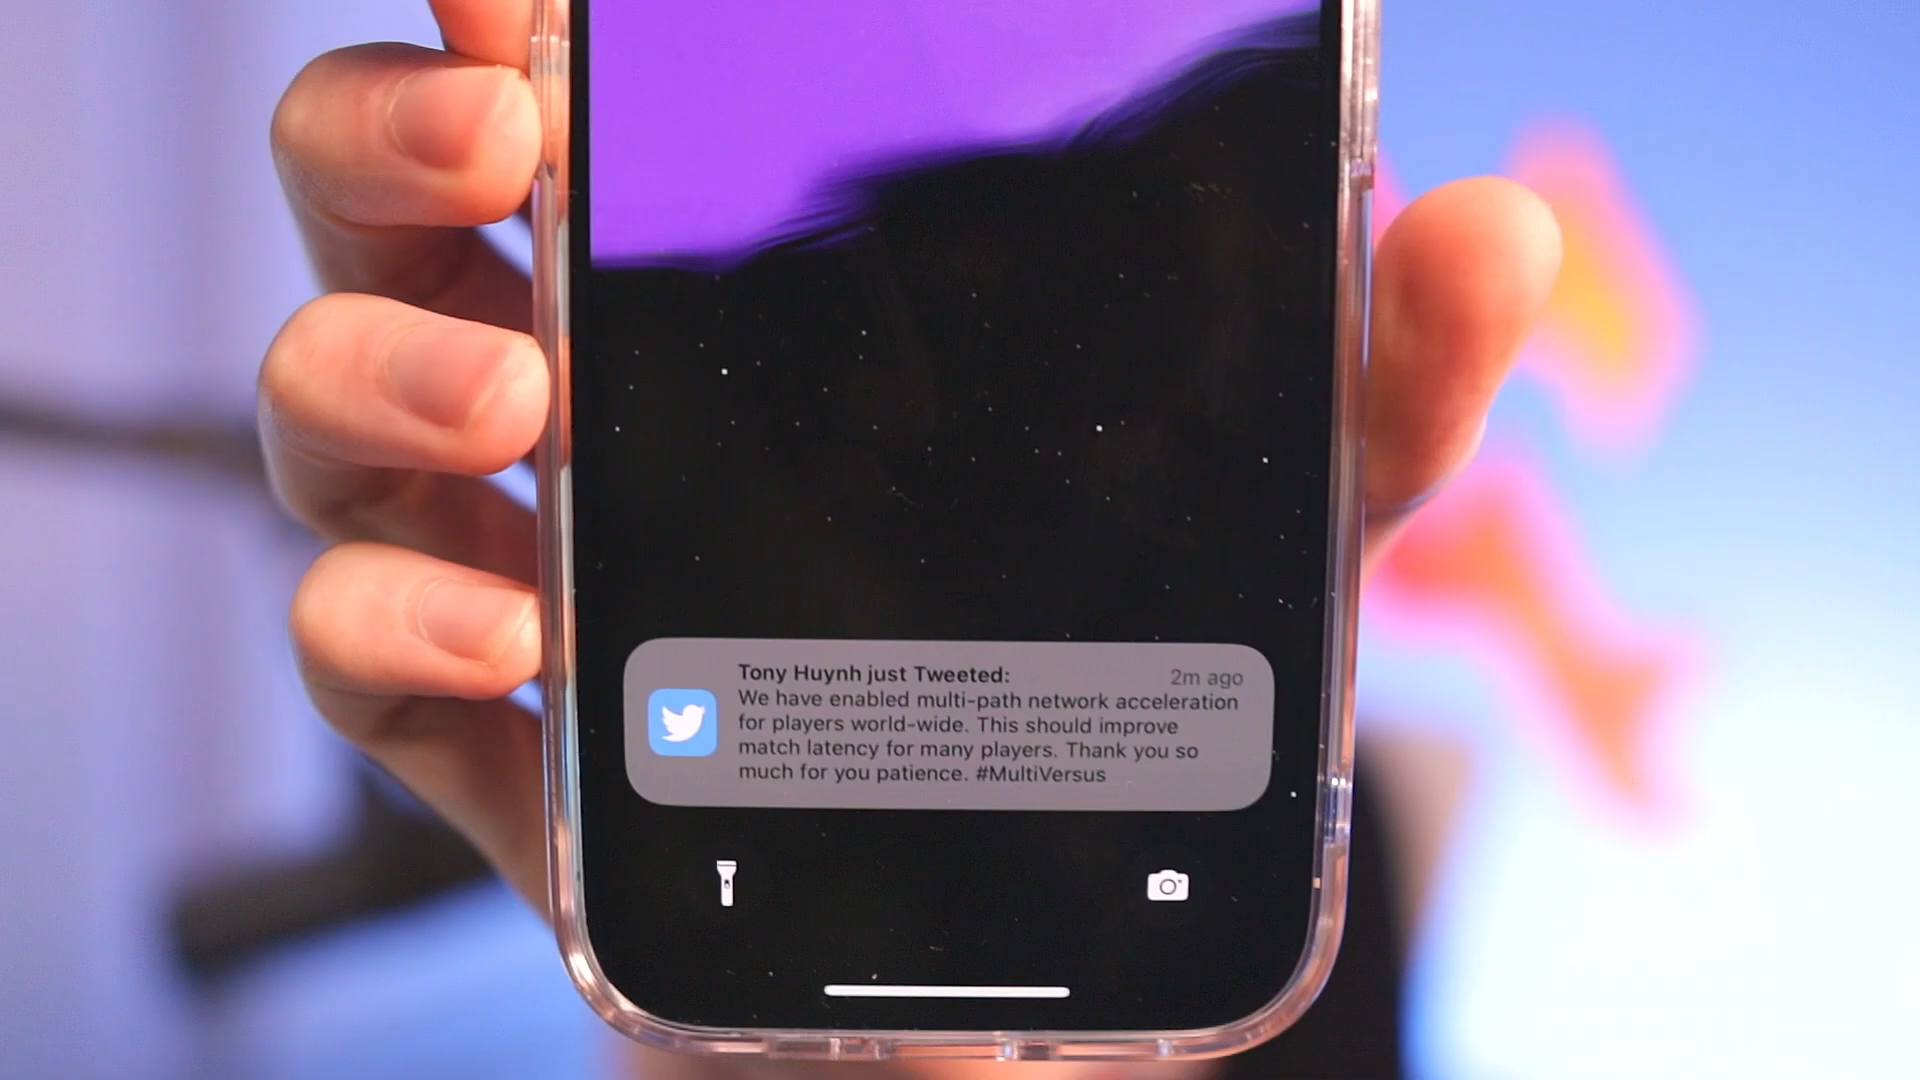 Tony Huynh just Tweeted:
2m ago
We have enabled multi-path network acceleration
for players world-wide. This should improve
match latency for many players. Thank you so
much for you patience. #MultiVersus